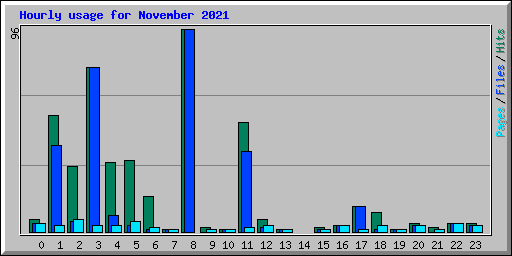 Hourly usage for November 2021
96
Pages / Files / Hits
0 1 2 3 4 5 6 7 8 9 10 11 12 13 14 15 16 17 18 19 20 21 22 23